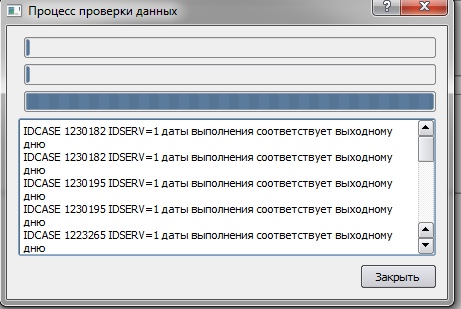 Процесс проверки данных
IDCASE 1230182 IDSERV=1 даты выполнения соответствует выходному
дню
IDCASE 1230182 IDSERV=1 даты выполнения соответствует выходному
дню
IDCASE 1230195 IDSERV=1 даты выполнения соответствует выходному
дню
IDCASE 1230195 IDSERV=1 даты выполнения соответствует выходному
дню
IDCASE 1223265 IDSERV=1 даты выполнения соответствует выходному
дню
Закрыть